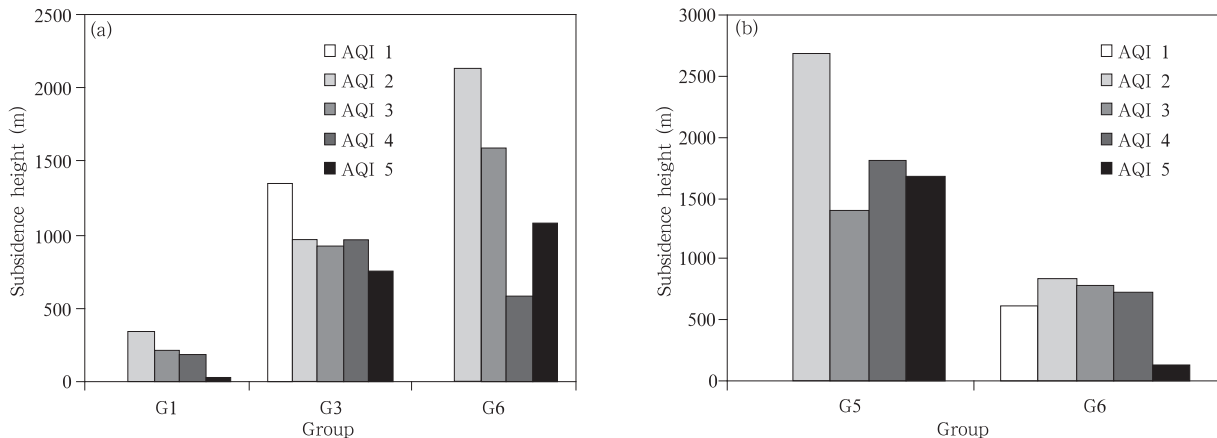 (a)
Subsidence height (m)
2500
2000
1500
1000
500
0
AQI 1
AQI 2
AQI 3
AQI 4
AQI 5
G1 G3 G6
Group
(b)
Subsidence height (m)
3000
2500
2000
1500
1000
500
0
AQI 1
AQI 2
AQI 3
AQI 4
AQI 5
G5 G6
Group